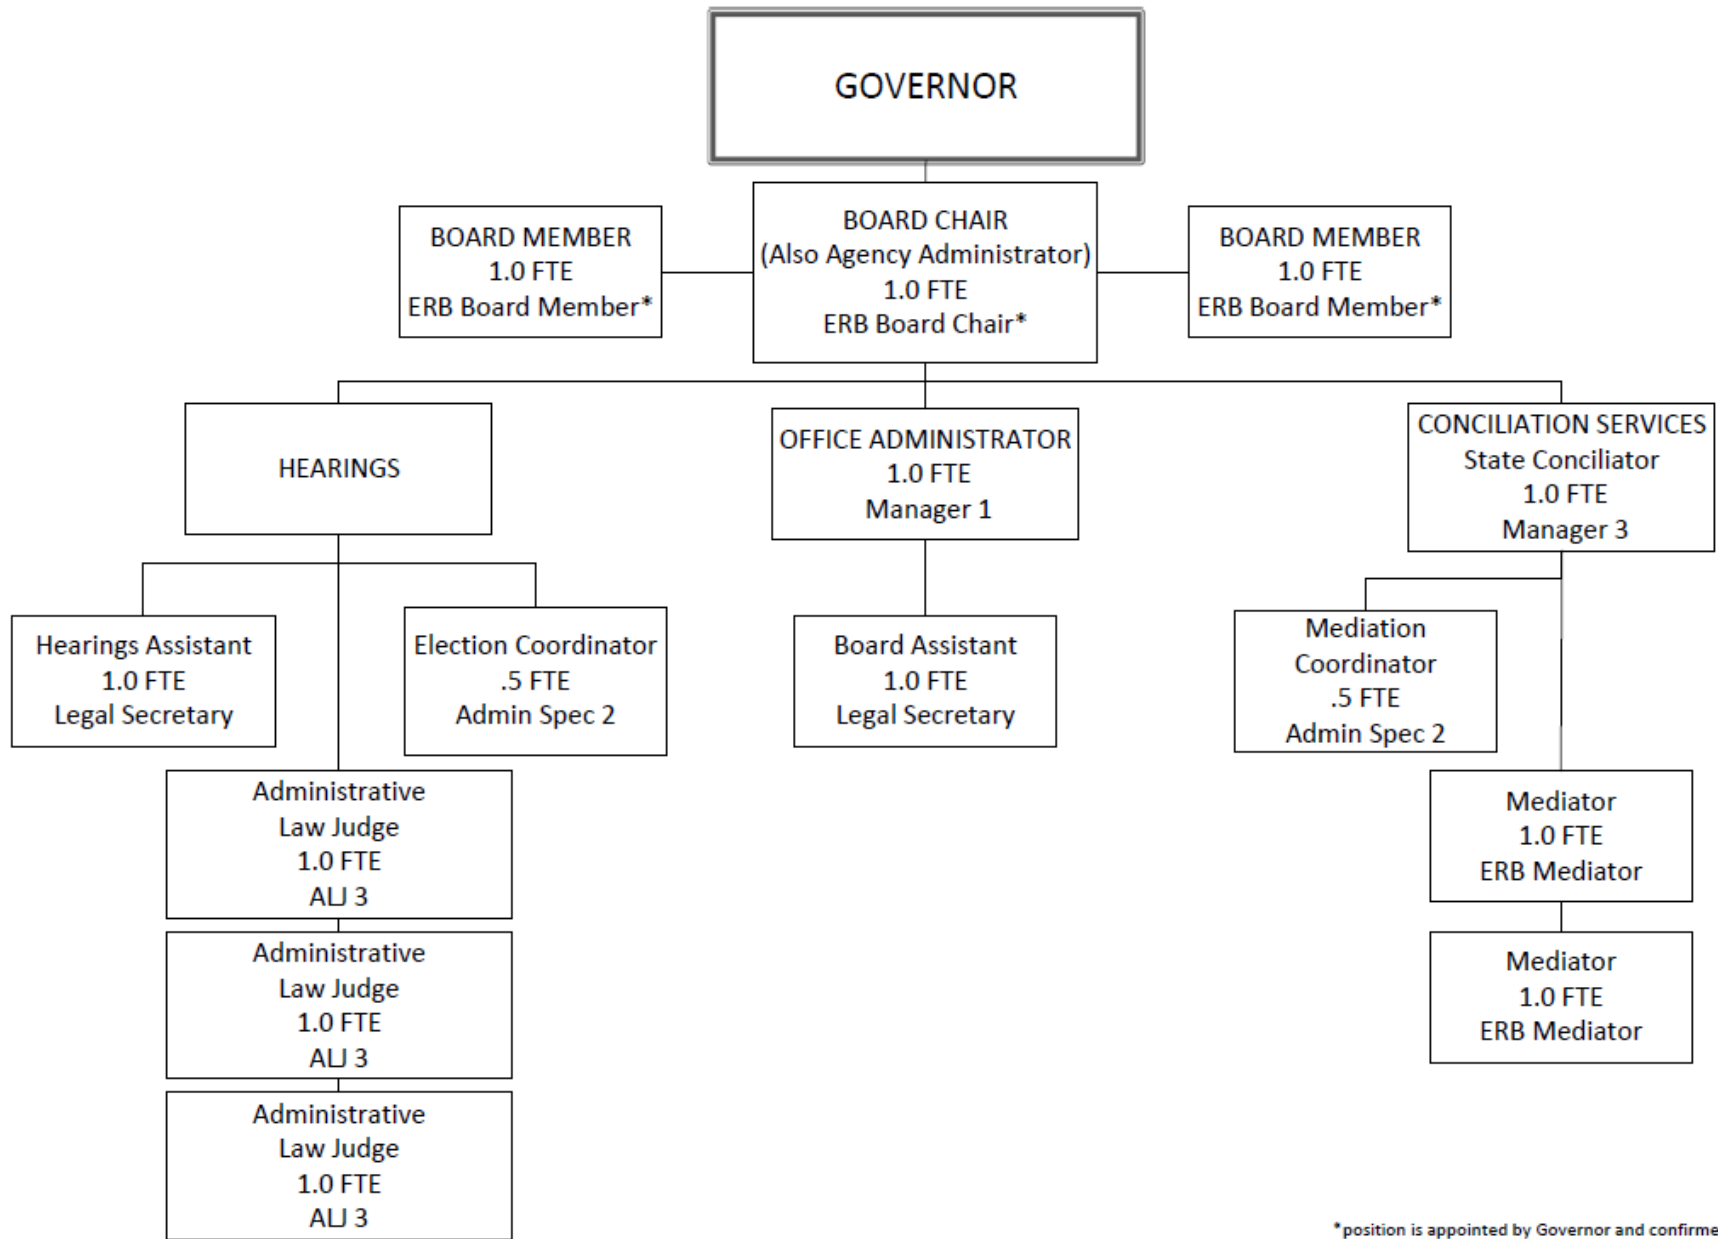 GOVERNOR
BOARD MEMBER
1.0 FTE
ERB Board Member*
BOARD CHAIR
(Also Agency Administrator)
1.0 FTE
ERB Board Chair*
BOARD MEMBER
1.0 FTE
ERB Board Member*
HEARINGS
OFFICE ADMINISTRATOR
1.0 FTE
Manager 1
CONCILIATION SERVICES
State Conciliator
1.0 FTE
Manager 3
Hearings Assistant
1.0 FTE
Legal Secretary
Election Coordinator
.5 FTE
Admin Spec 2
Board Assistant
1.0 FTE
Legal Secretary
Mediation
Coordinator
.5 FTE
Admin Spec 2
Administrative
Law Judge
1.0 FTE
ALJ 3
Mediator
1.0 FTE
ERB Mediator
Administrative
Law Judge
1.0 FTE
ALJ 3
Mediator
1.0 FTE
ERB Mediator
Administrative
Law Judge
1.0 FTE
ALJ 3
*position is appointed by Governor and confirme